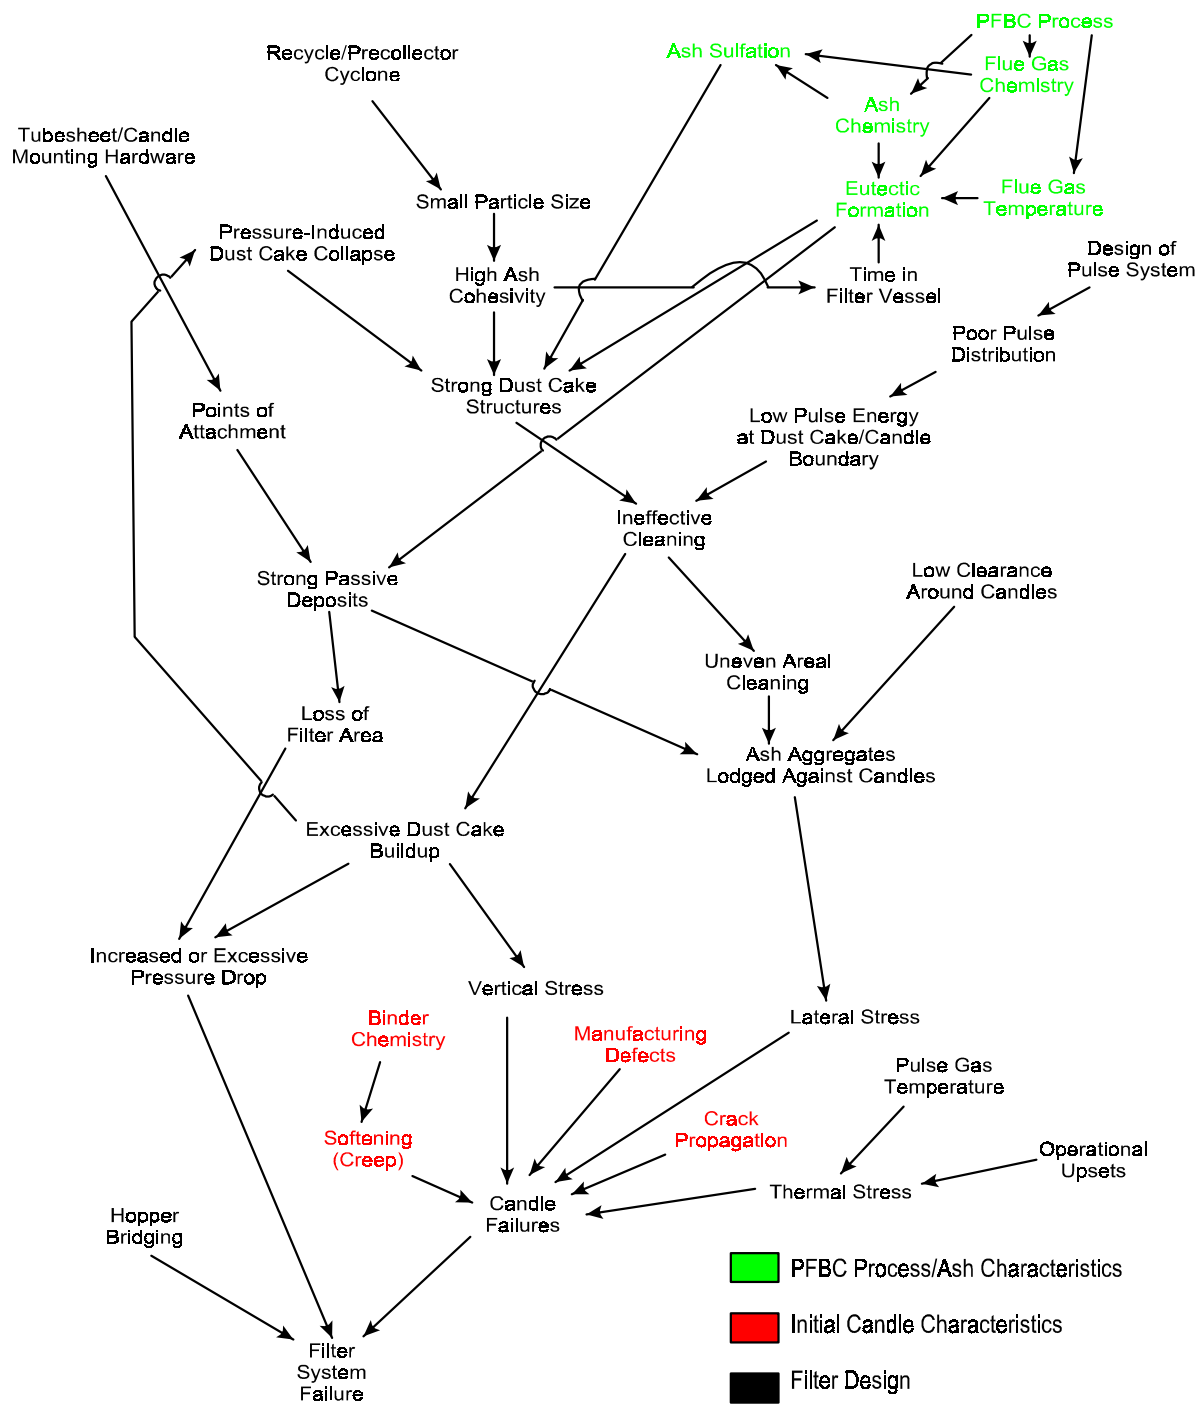 PFBC Process
Recycle/Precollector
Cyclone
Ash Sulfation
Flue Gas
Chemistry
Ash
Chemistry
Tubesheet/Candle
Mounting Hardware
Small Particle Size
Eutectic
Formation
Flue Gas
Temperature
Pressure-Induced
Dust Cake Collapse
High Ash
Cohesivity
Time in
Filter Vessel
Design of
Pulse System
Poor Pulse
Distribution
Strong Dust Cake
Structures
Points of
Attachment
Low Pulse Energy
at Dust Cake/Candle
Boundary
Ineffective
Cleaning
Strong Passive
Deposits
Low Clearance
Around Candles
Uneven Areal
Cleaning
Loss of
Filter Area
Ash Aggregates
Lodged Against Candles
Excessive Dust Cake
Buildup
Increased or Excessive
Pressure Drop
Vertical Stress
Lateral Stress
Binder
Chemistry
Manufacturing
Defects
Pulse Gas
Temperature
Softening
(Creep)
Crack
Propagation
Operational
Upsets
Thermal Stress
Candle
Failures
Hopper
Bridging
Filter
System
Failure
PFBC Process/Ash Characteristics
Initial Candle Characteristics
Filter Design